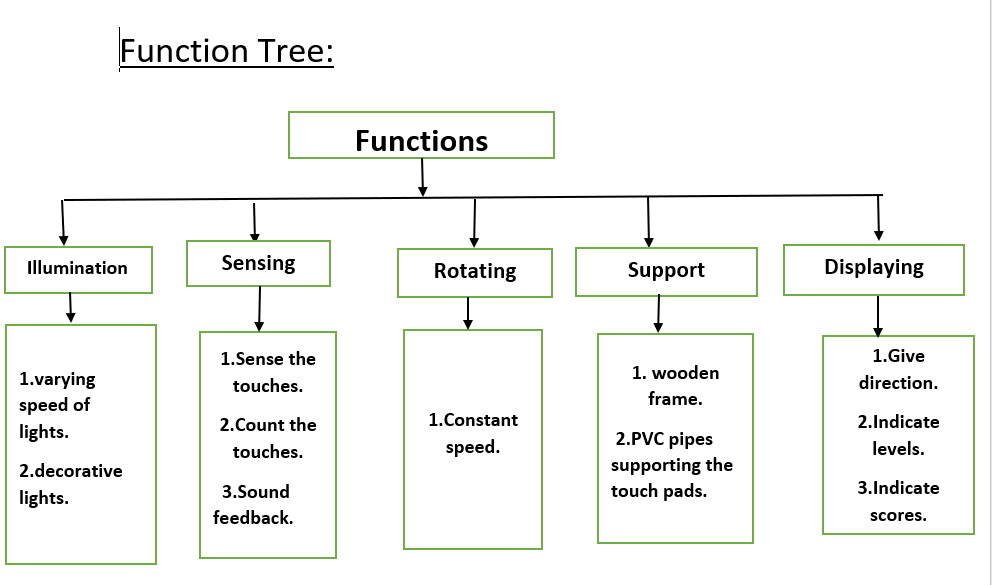 Function Tree:
Functions
Illumination
Sensing
Rotating
Support
Displaying
1.varying
speed of
lights.
2.decorative
lights.
1.Sense the
touches.
2.Count the
touches.
3.Sound
feedback.
1.Constant
speed.
1. wooden
frame.
2.PVC pipes
supporting the
touch pads.
1.Give
direction.
2.Indicate
levels.
3.Indicate
scores.